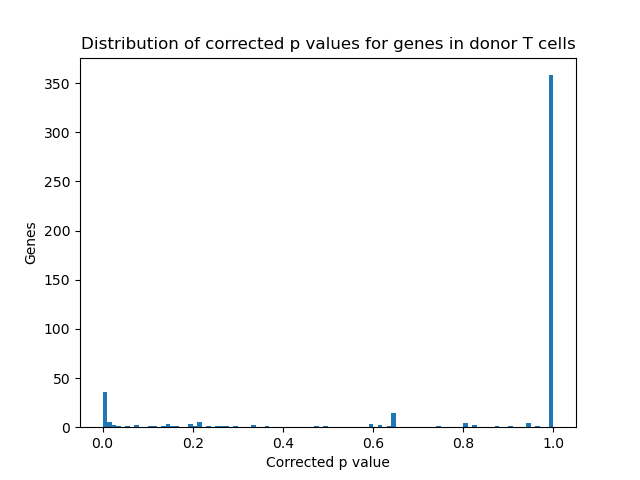 Distribution of corrected p values for genes in donor T cells
350
300
250
200
150
100
50
0
Genes
0.0 0.2 0.4 0.6 0.8 1.0
Corrected p value